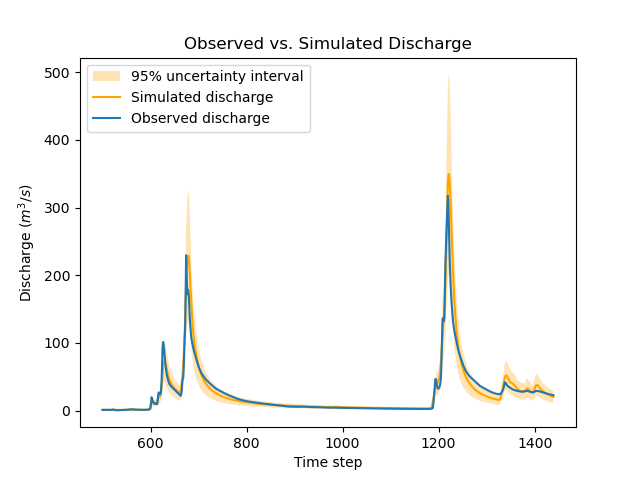 Observed vs. Simulated Discharge
95% uncertainty interval
Simulated discharge
Observed discharge
Discharge (m³/s)
500
400
300
200
100
0
600 800 1000 1200 1400
Time step